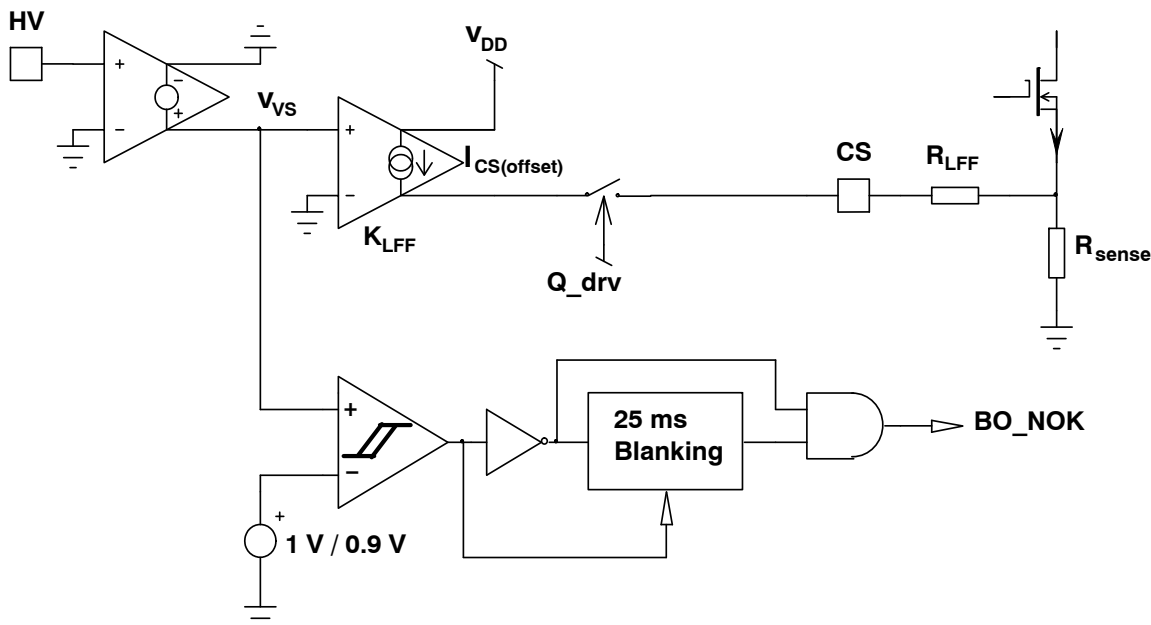 HV
+
−
−
+
vVS
vDD
+
−
ICS(offset)
KLFF
Q_drv
CS
RLFF
Rsense
+
−
+
1 V / 0.9 V
25 ms
Blanking
BO_NOK